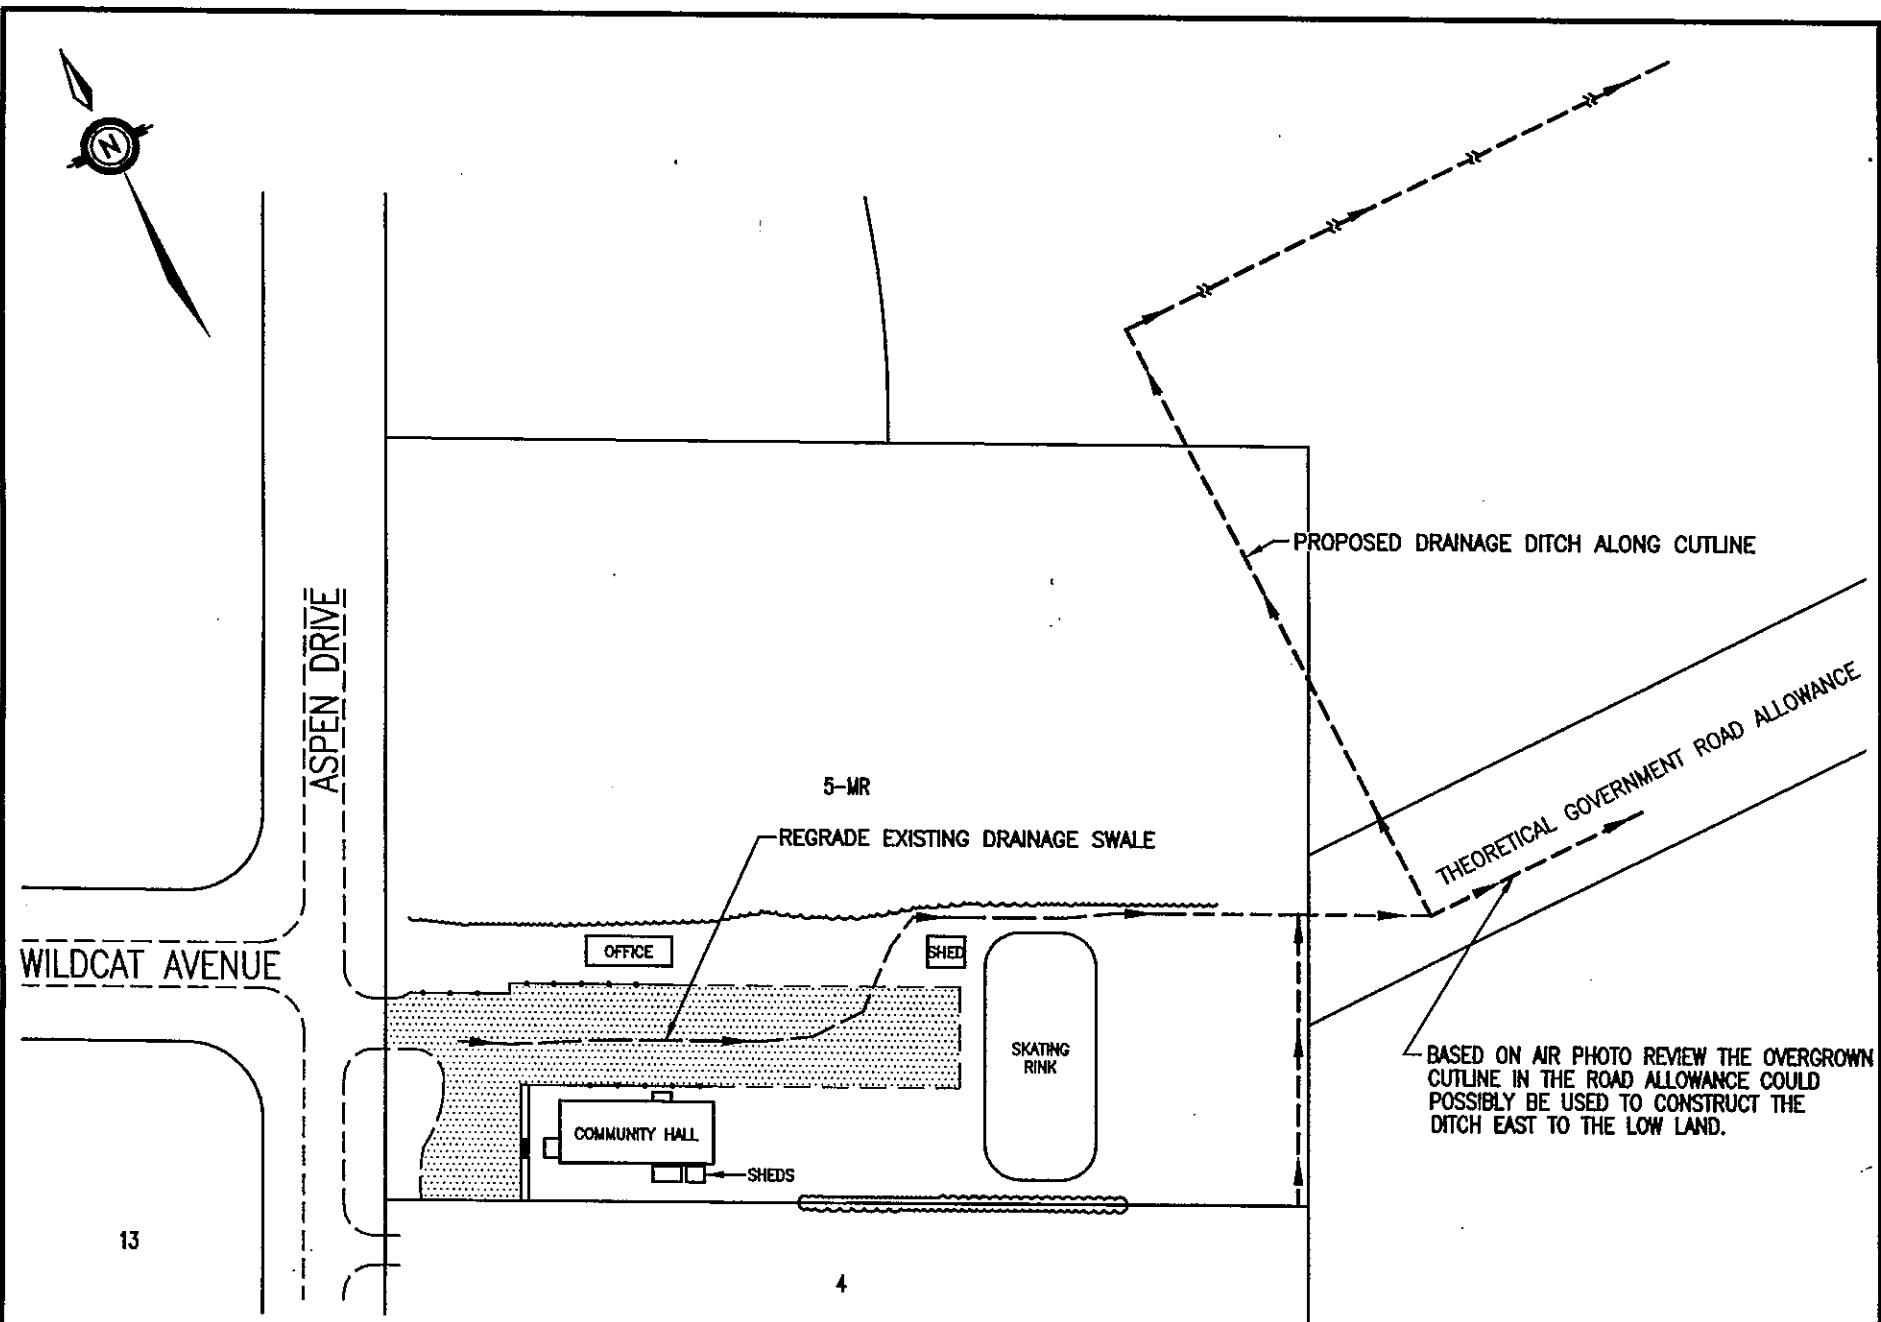 N
PROPOSED DRAINAGE DITCH ALONG CUTLINE
ASPEN DRIVE
THEORETICAL GOVERNMENT ROAD ALLOWANCE
5-MR
REGRADE EXISTING DRAINAGE SWALE
OFFICE
SHED
WILDCAT AVENUE
SKATING
RINK
BASED ON AIR PHOTO REVIEW THE OVERGROWN
CUTLINE IN THE ROAD ALLOWANCE COULD
POSSIBLY BE USED TO CONSTRUCT THE
DITCH EAST TO THE LOW LAND.
COMMUNITY HALL
SHEDS
13
4